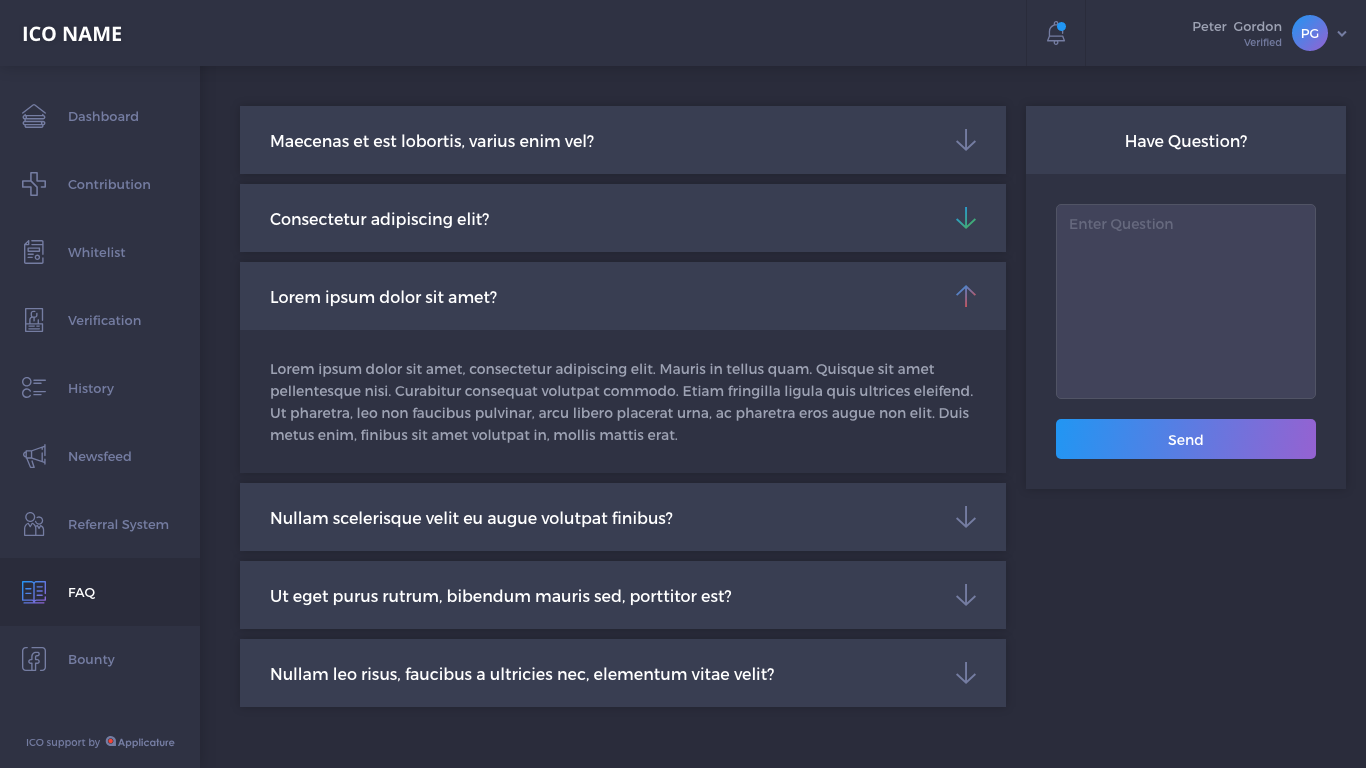 ICO NAME
Peter Gordon
Verified
PG
Dashboard
Contribution
Whitelist
Verification
History
Newsfeed
Referral System
FAQ
Bounty
ICO support by Applicature
Maecenas et est lobortis, varius enim vel?
Consectetur adipiscing elit?
Lorem ipsum dolor sit amet?
Lorem ipsum dolor sit amet, consectetur adipiscing elit. Mauris in tellus quam. Quisque sit amet
pellentesque nisi. Curabitur consequat volutpat commodo. Etiam fringilla ligula quis ultrices eleifend.
Ut pharetra, leo non faucibus pulvinar, arcu libero placerat urna, ac pharetra eros augue non elit. Duis
metus enim, finibus sit amet volutpat in, mollis mattis erat.
Nullam scelerisque velit eu augue volutpat finibus?
Ut eget purus rutrum, bibendum mauris sed, porttitor est?
Nullam leo risus, faucibus a ultricies nec, elementum vitae velit?
Have Question?
Enter Question
Send